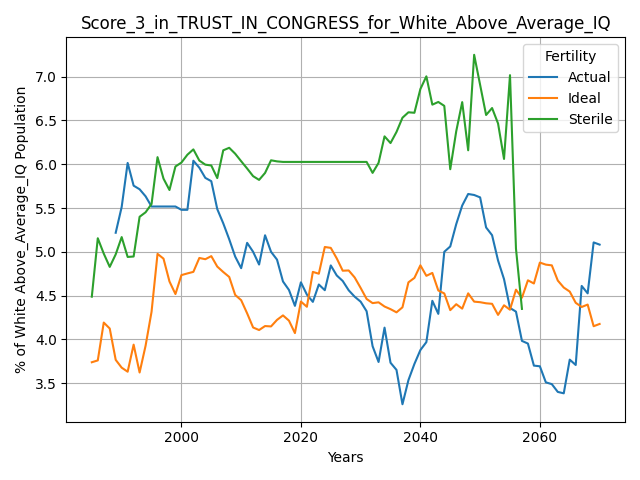 Score_3_in_TRUST_IN_CONGRESS_for_White_Above_Average_IQ
% of White Above_Average_IQ Population
7.0
6.5
6.0
5.5
5.0
4.5
4.0
3.5
Fertility
Actual
Ideal
Sterile
2000
2020
2040
2060
Years